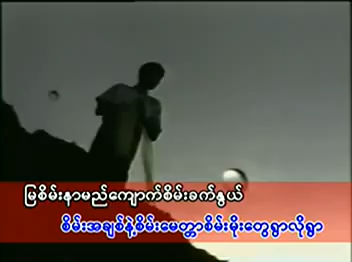 မြစိမ်းနာမည်ကျောက်စိမ်းခက်နွယ်
စိမ်းအချစ်နဲ့စိမ်းမေတ္တာစိမ်းမိုးတွေရွာလိုရွာ